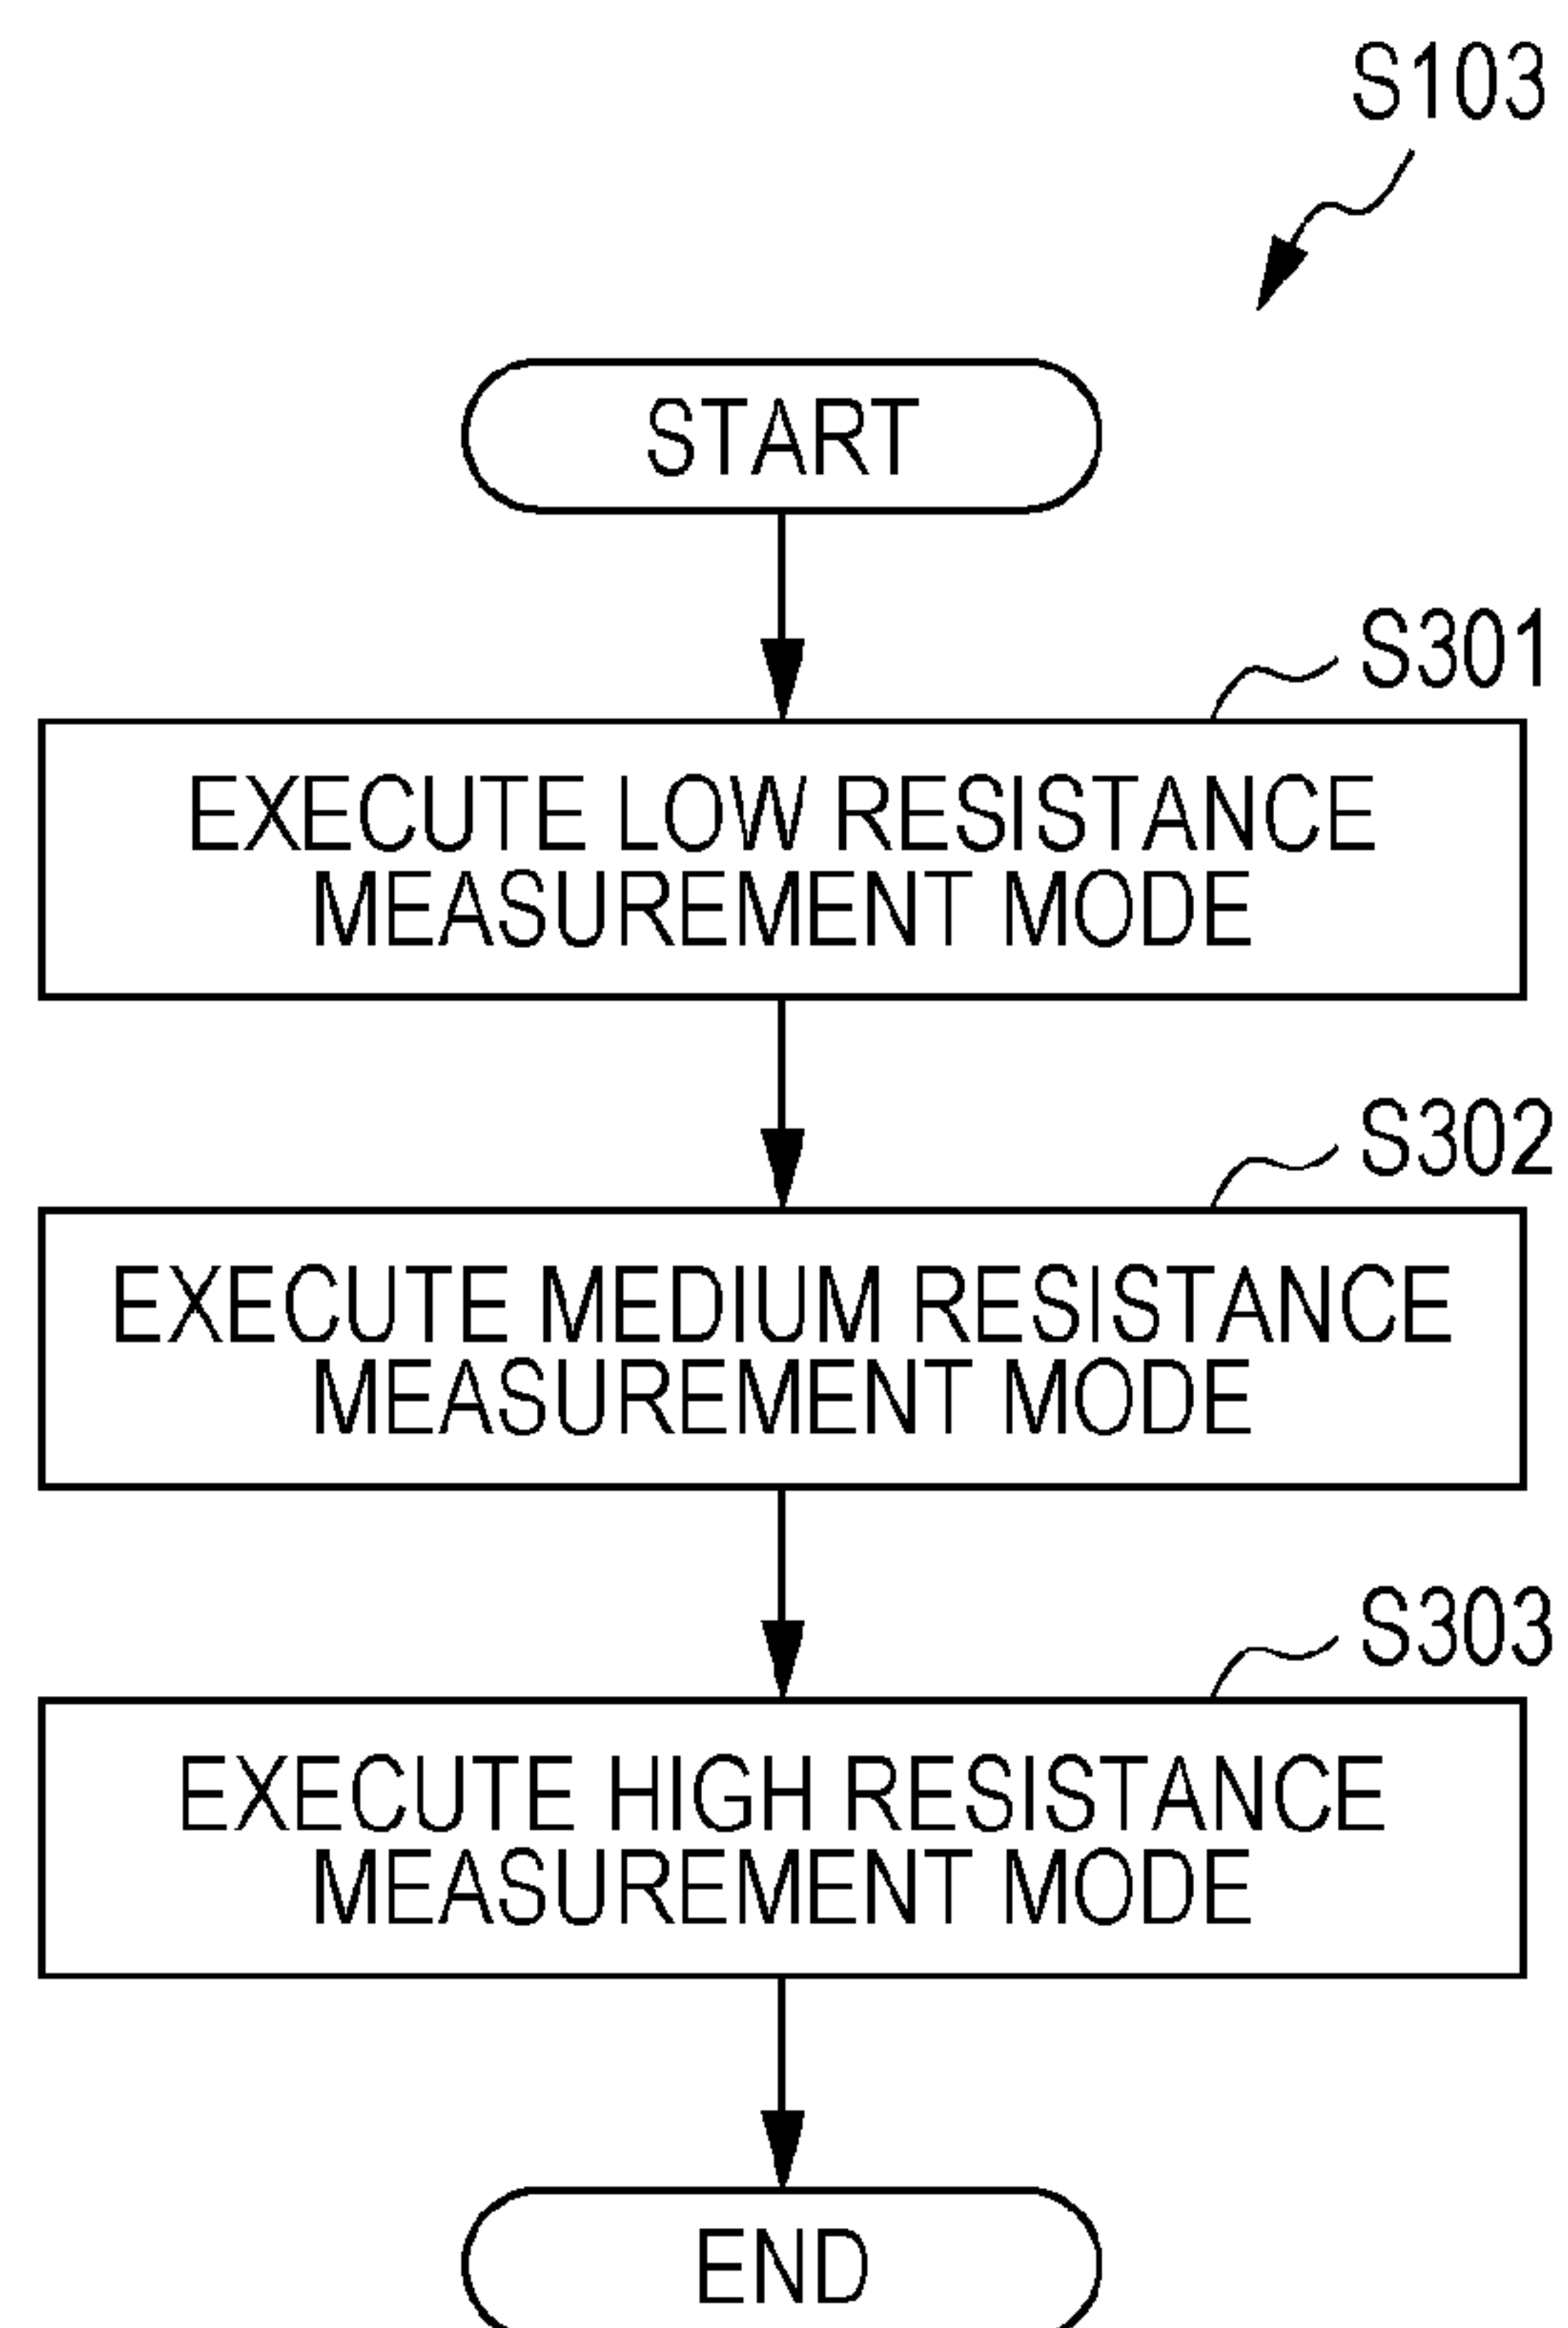 S103
START
S301
EXECUTE LOW RESISTANCE
MEASUREMENT MODE
S302
EXECUTE MEDIUM RESISTANCE
MEASUREMENT MODE
S303
EXECUTE HIGH RESISTANCE
MEASUREMENT MODE
END